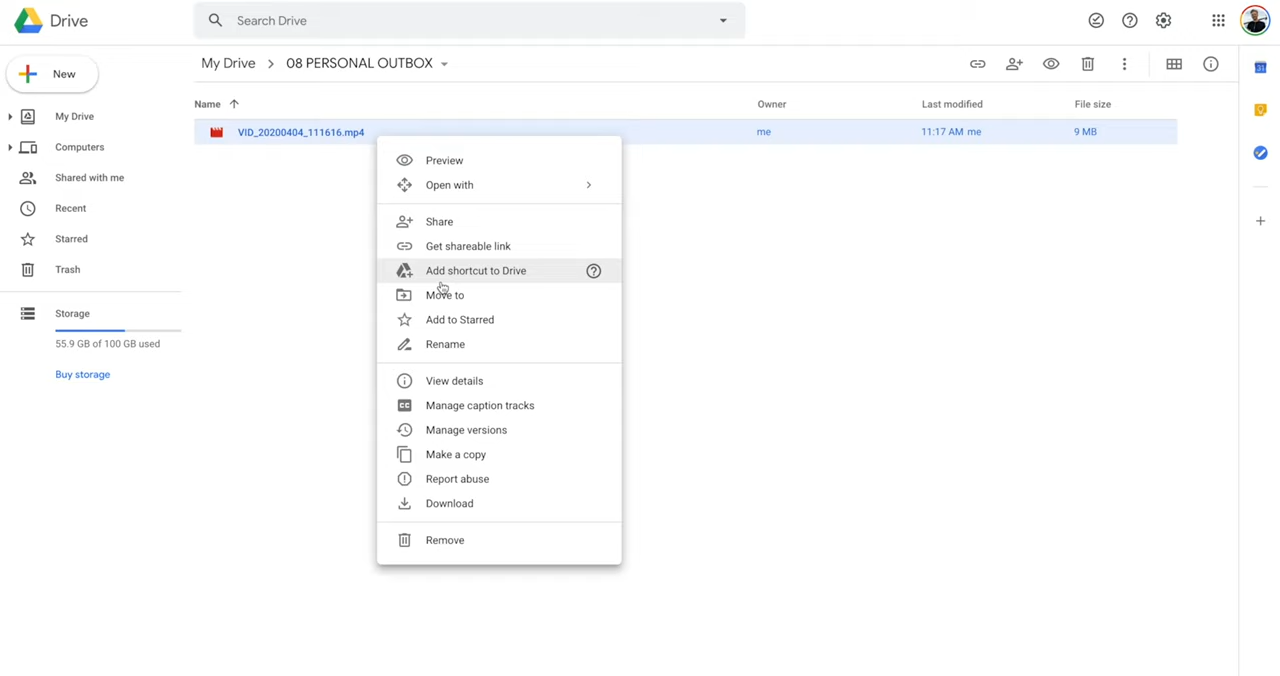 Drive
Search Drive
New
My Drive
08 PERSONAL OUTBOX
My Drive
Computers
Shared with me
Recent
Starred
Trash
Storage
55.9 GB of 100 GB used
Buy storage
Name
Owner
Last modified
File size
VID_20200404_111616.mp4
me
11:17 AM me
9 MB
Preview
Open with
Share
Get shareable link
Add shortcut to Drive
Move to
Add to Starred
Rename
View details
CC
Manage caption tracks
Manage versions
Make a copy
Report abuse
Download
Remove
31